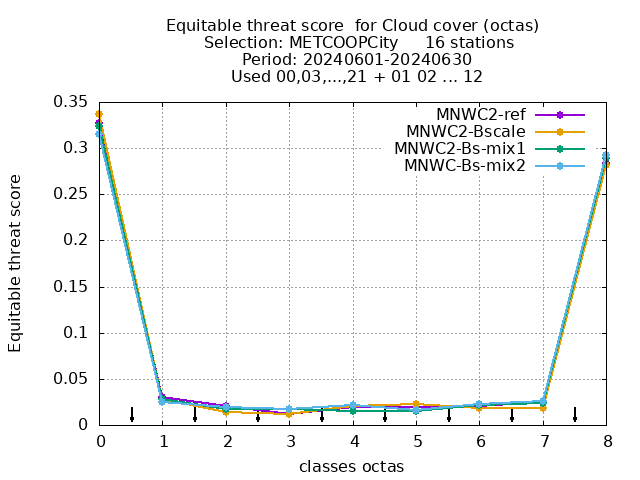 Equitable threat score  for Cloud cover (octas)
Selection: METCOOPCity     16 stations
Period: 20240601-20240630
Used 00,03,...,21 + 01 02 ... 12
MNWC2-ref
MNWC2-Bscale
MNWC2-Bs-mix1
MNWC-Bs-mix2
Equitable threat score
0.35
0.3
0.25
0.2
0.15
0.1
0.05
0
0 1 2 3 4 5 6 7 8
classes octas